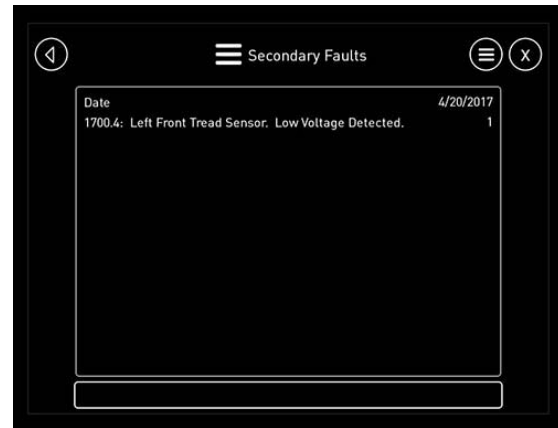 Secondary Faults
X
Date 4/20/2017
1700.4: Left Front Tread Sensor. Low Voltage Detected. 1